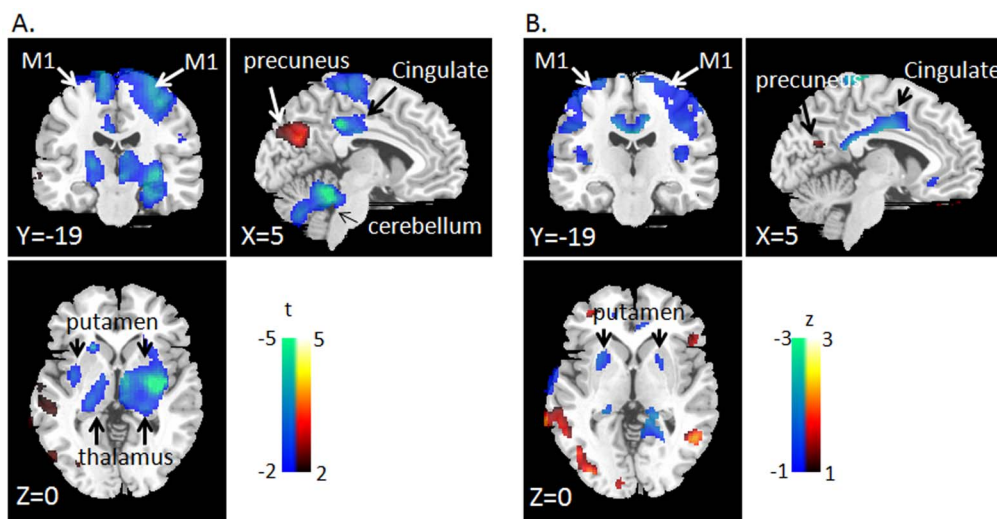 A.
M1
M1
precuneus
Cingulate
cerebellum
Y=-19
X=5
putamen
thalamus
Z=0
t
-5
5
-2
2
B.
M1
M1
precuneus
Cingulate
Y=-19
X=5
putamen
Z=0
z
-3
3
-1
1